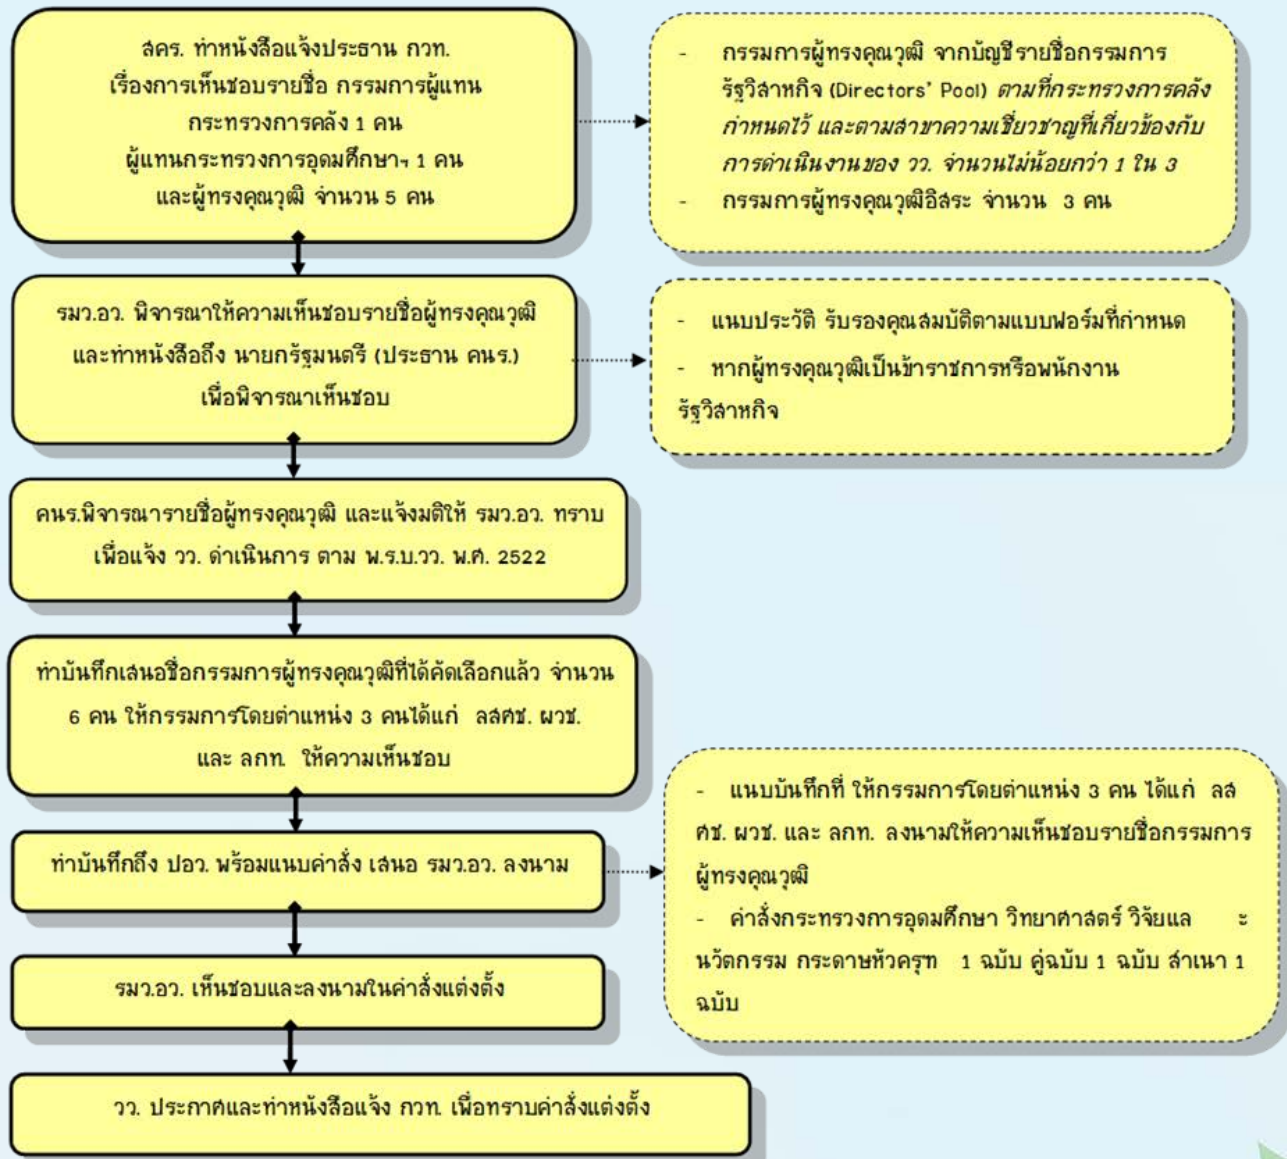 สคร. ทำหนังสือแจ้งประธาน กวท.
เรื่องการเห็นชอบรายชื่อ กรรมการผู้แทน
กระทรวงการคลัง 1 คน
ผู้แทนกระทรวงการอุดมศึกษาฯ 1 คน
และผู้ทรงคุณวุฒิ จำนวน 5 คน
- กรรมการผู้ทรงคุณวุฒิ จากบัญชีรายชื่อกรรมการ
รัฐวิสาหกิจ (Directors' Pool) ตามที่กระทรวงการคลัง
กำหนดไว้ และตามสาขาความเชี่ยวชาญที่เกี่ยวข้องกับ
การดำเนินงานของ วว. จำนวนไม่น้อยกว่า 1 ใน 3
- กรรมการผู้ทรงคุณวุฒิอิสระ จำนวน 3 คน
รมว.อว. พิจารณาให้ความเห็นชอบรายชื่อผู้ทรงคุณวุฒิ
และทำหนังสือถึง นายกรัฐมนตรี (ประธาน คนร.)
เพื่อพิจารณาเห็นชอบ
- แนบประวัติ รับรองคุณสมบัติตามแบบฟอร์มที่กำหนด
- หากผู้ทรงคุณวุฒิเป็นข้าราชการหรือพนักงาน
รัฐวิสาหกิจ
คนร.พิจารณารายชื่อผู้ทรงคุณวุฒิ และแจ้งมติให้ รมว.อว. ทราบ
เพื่อแจ้ง วว. ดำเนินการ ตาม พ.ร.บ.วว. พ.ศ. 2522
ทำบันทึกเสนอชื่อกรรมการผู้ทรงคุณวุฒิที่ได้คัดเลือกแล้ว จำนวน
6 คน ให้กรรมการโดยตำแหน่ง 3 คนได้แก่ ลสศช. ผวช.
และ ลกท. ให้ความเห็นชอบ
ทำบันทึกถึง ปอว. พร้อมแนบคำสั่ง เสนอ รมว.อว. ลงนาม
- แนบบันทึกที่ ให้กรรมการโดยตำแหน่ง 3 คน ได้แก่ ลส
ศช. ผวช. และ ลกท. ลงนามให้ความเห็นชอบรายชื่อกรรมการ
ผู้ทรงคุณวุฒิ
- คำสั่งกระทรวงการอุดมศึกษา วิทยาศาสตร์ วิจัยแล ะ
นวัตกรรม กระดาษหัวครุฑ 1 ฉบับ คู่ฉบับ 1 ฉบับ สำเนา 1
ฉบับ
รมว.อว. เห็นชอบและลงนามในคำสั่งแต่งตั้ง
วว. ประกาศและทำหนังสือแจ้ง กวท. เพื่อทราบคำสั่งแต่งตั้ง